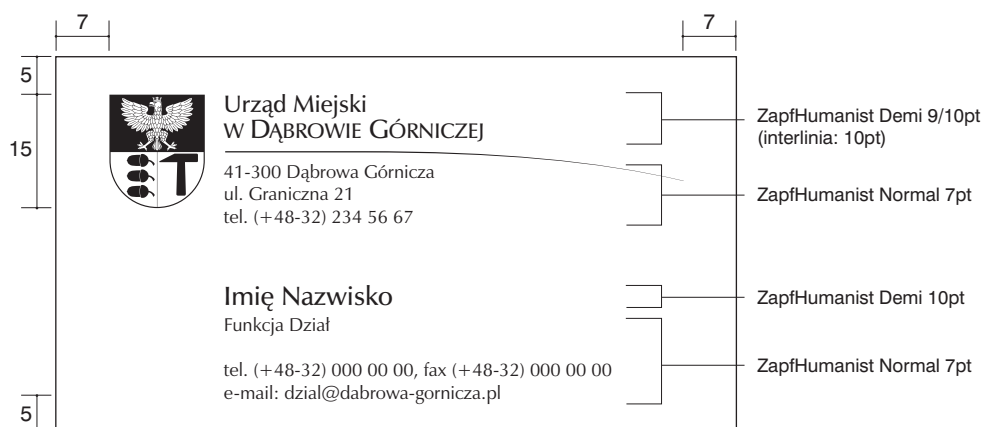 7
7
5
15
5
Urząd Miejski
W DĄBROWIE GÓRNICZEJ
41-300 Dąbrowa Górnicza
ul. Graniczna 21
tel. (+48-32) 234 56 67
Imię Nazwisko
Funkcja Dział
tel. (+48-32) 000 00 00, fax (+48-32) 000 00 00
e-mail: dzial@dabrowa-gornicza.pl
ZapfHumanist Demi 9/10pt
(interlinia: 10pt)
ZapfHumanist Normal 7pt
ZapfHumanist Demi 10pt
ZapfHumanist Normal 7pt